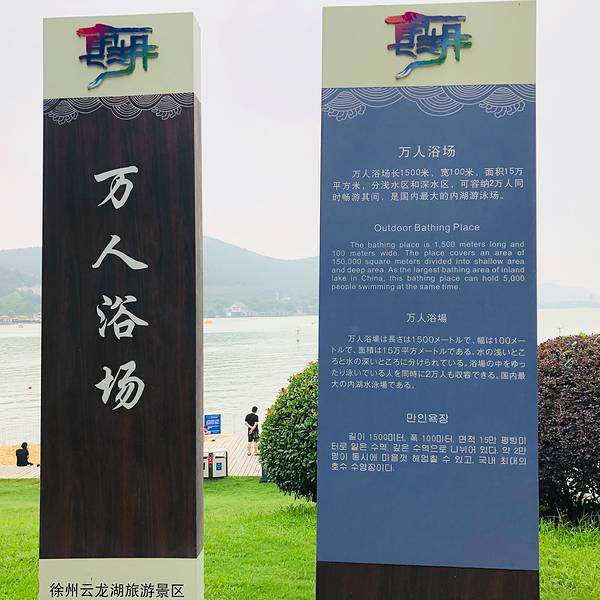 万人浴场
徐州云龙湖旅游景区
万人浴场
万人浴场长1500米，宽100米，面积15万
平方米，分浅水区和深水区，可容纳2万人同
时畅游其间，是国内最大的内湖游泳场。
Outdoor Bathing Place
The bathing place is 1,500 meters long and
100 meters wide. The place covers an area of
150,000 square meters divided into shallow area
and deep area. As the largest bathing area of inland
lake in China, this bathing place can hold 5,000
people swimming at the same time.
万人浴場
万人浴場は長さは1500メートルで、幅は100メー
トルで、面積は15万平方メートルである。水の浅いとこ
ろと水の深いところに分けられている。浴場の中をゆっ
たり泳いでいる人を同時に2万人も収容できる。国内最
大の内湖水泳場である。
만인욕장
길이 1500미터, 폭 100미터, 면적 15만 평방미
터로 얕은 수역, 깊은 수역으로 나뉘어 있다. 약 2만
명이 동시에 마음껏 헤엄칠 수 있고, 국내 최대의
호수 수영장이다.